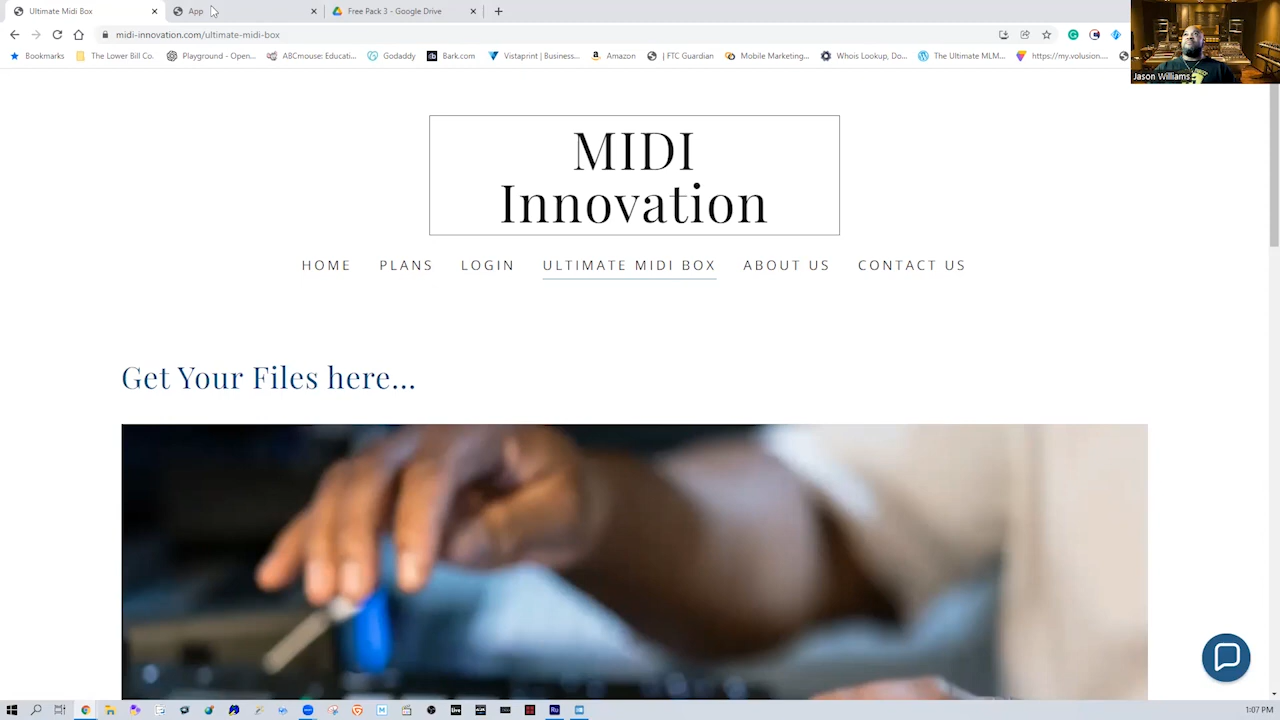 Ultimate Midi Box
App
Free Pack 3 - Google Drive
midi-innovation.com/ultimate-midi-box
Bookmarks
The Lower Bill Co.
Playground - Open...
ABCmouse: Educati...
Godaddy
Bark.com
Vistaprint Business...
Amazon
| FTC Guardian
Mobile Marketing...
Whois Lookup, Do...
The Ultimate MLM...
https://my.volusion....
Jason Williams
MIDI
Innovation
HOME PLANS LOGIN ULTIMATE MIDI BOX ABOUT US CONTACT US
Get Your Files here...
Live
Ru
1:07 PM